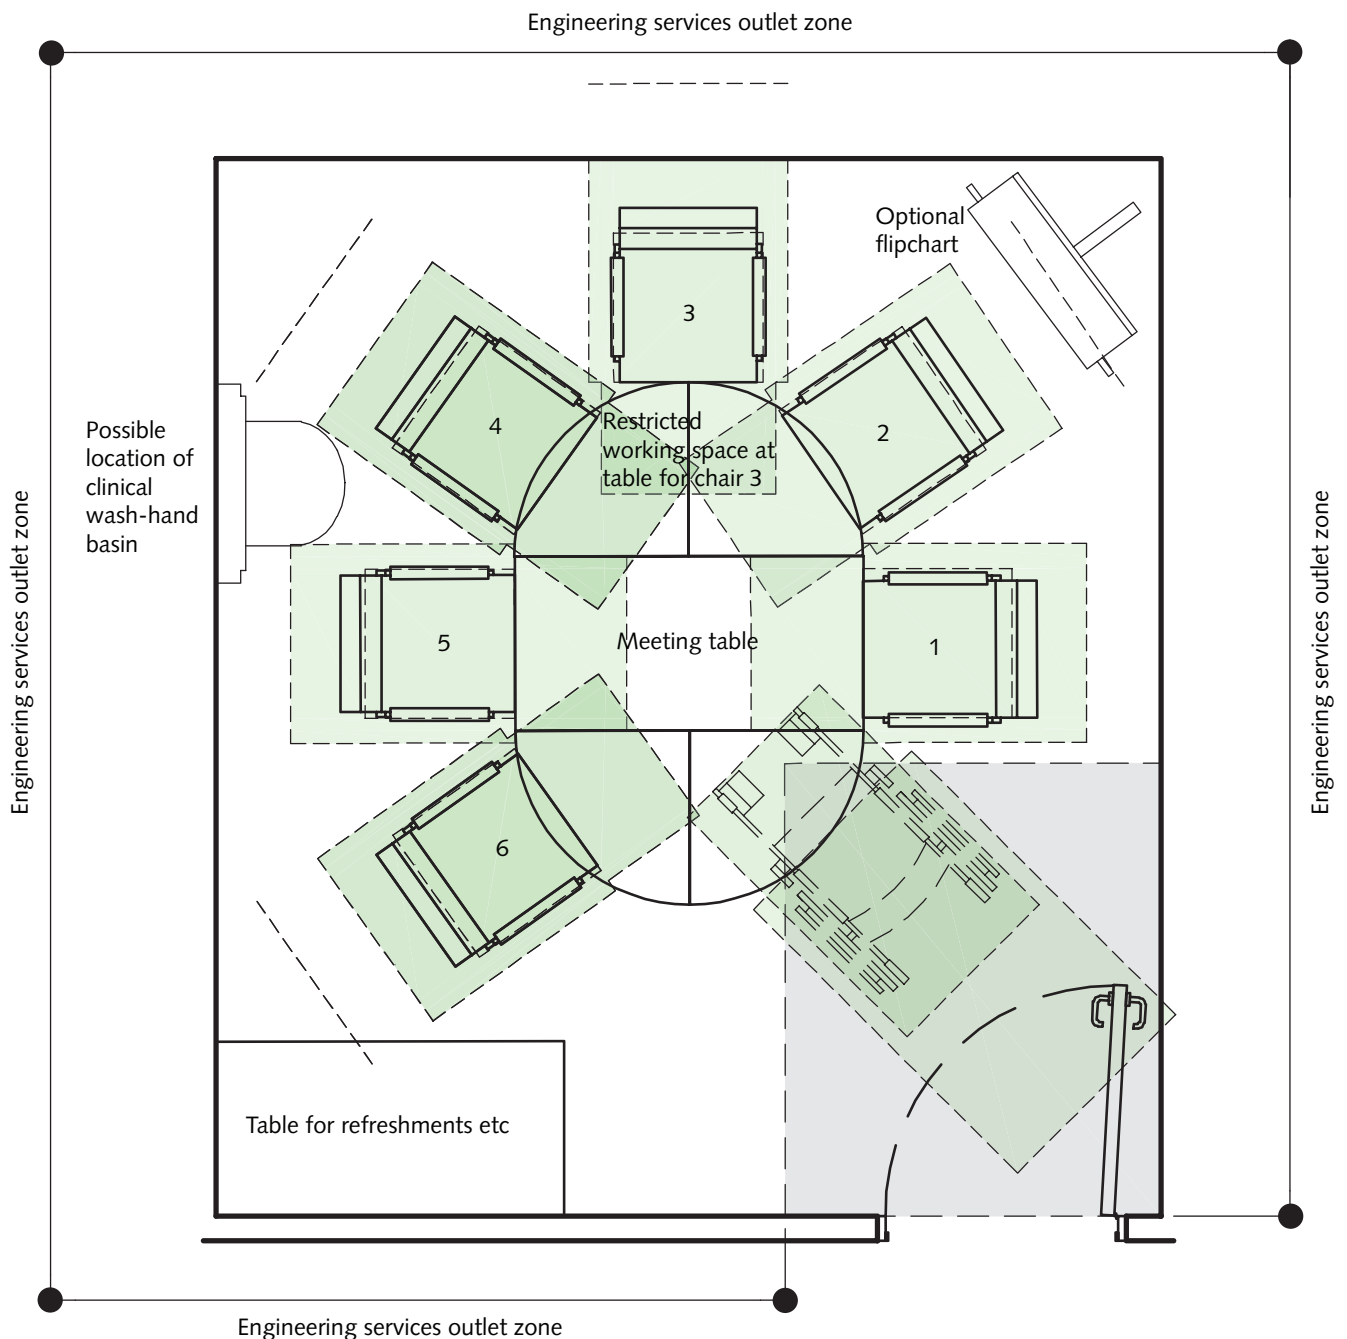 Engineering services outlet zone
Optional
flipchart
3
4
2
Restricted
working space at
table for chair 3
Possible
location of
clinical
wash-hand
basin
Engineering services outlet zone
Engineering services outlet zone
5
Meeting table
1
6
Table for refreshments etc
Engineering services outlet zone